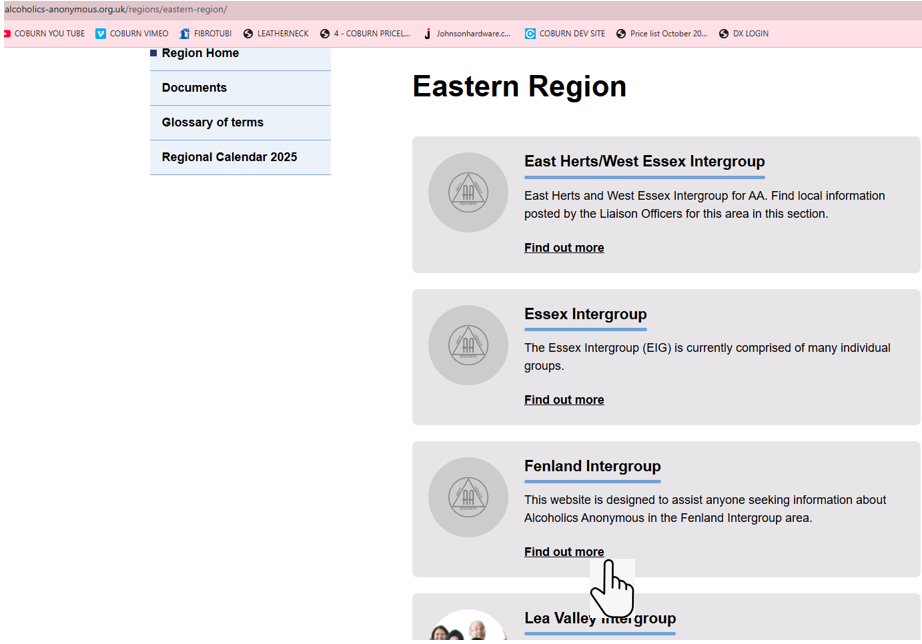 alcoholics-anonymous.org.uk/regions/eastern-region/
COBURN YOU TUBE COBURN VIMEO FIBROTUBI LEATHERNECK 4 - COBURN PRICEL... Johnsonhardware.c... COBURN DEV SITE Price list October 20... DX LOGIN
Region Home
Documents
Glossary of terms
Regional Calendar 2025
Eastern Region
East Herts/West Essex Intergroup
East Herts and West Essex Intergroup for AA. Find local information
posted by the Liaison Officers for this area in this section.
Find out more
Essex Intergroup
The Essex Intergroup (EIG) is currently comprised of many individual
groups.
Find out more
Fenland Intergroup
This website is designed to assist anyone seeking information about
Alcoholics Anonymous in the Fenland Intergroup area.
Find out more
Lea Valley Intergroup